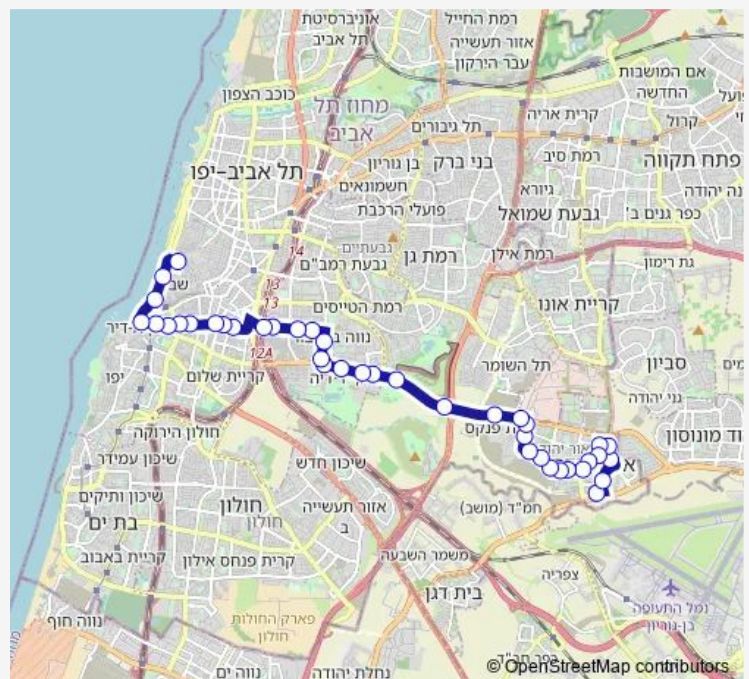 רמת החייל
אוניברסיטת
תל אביב
אזור תעשייה
עבר הירקון
אם המושבות
החדשה
כוכב הצפון
מחוז תל
אביב
קרית אריה
קרול
תל גיבורים
תל אביב-יפו
בן גוריון
בני ברק
רמת סיב
פתח תקווה
חשמונאים
גיורא
פועלי הרכבת
גבעת שמואל
כפר גנים ב'
14
גבעתיים
גבעת רמב"ם
רמת גן
רמת אילן
גת רימון
13
13
רמת הטייסים
קריית אונו
12A
תל השומר
סביון
יפו
קריית שלום
גני יהודה
חולון הירוקה
שיכון עמידר
שיכון חדש
שיכון ותיקים
חולון
חולון
אזור תעשייה
ב
חמ"ד (מושב)
בת ים
קריית באבוב
קרית פנחס אילון
משמר השבעה
צפריה
בית דגן
נמל התעופה
בן-גוריון
נווה חוף
פארק החולות
חולון
נווה ים
נחלת יהודה
© OpenStreetMap contributors